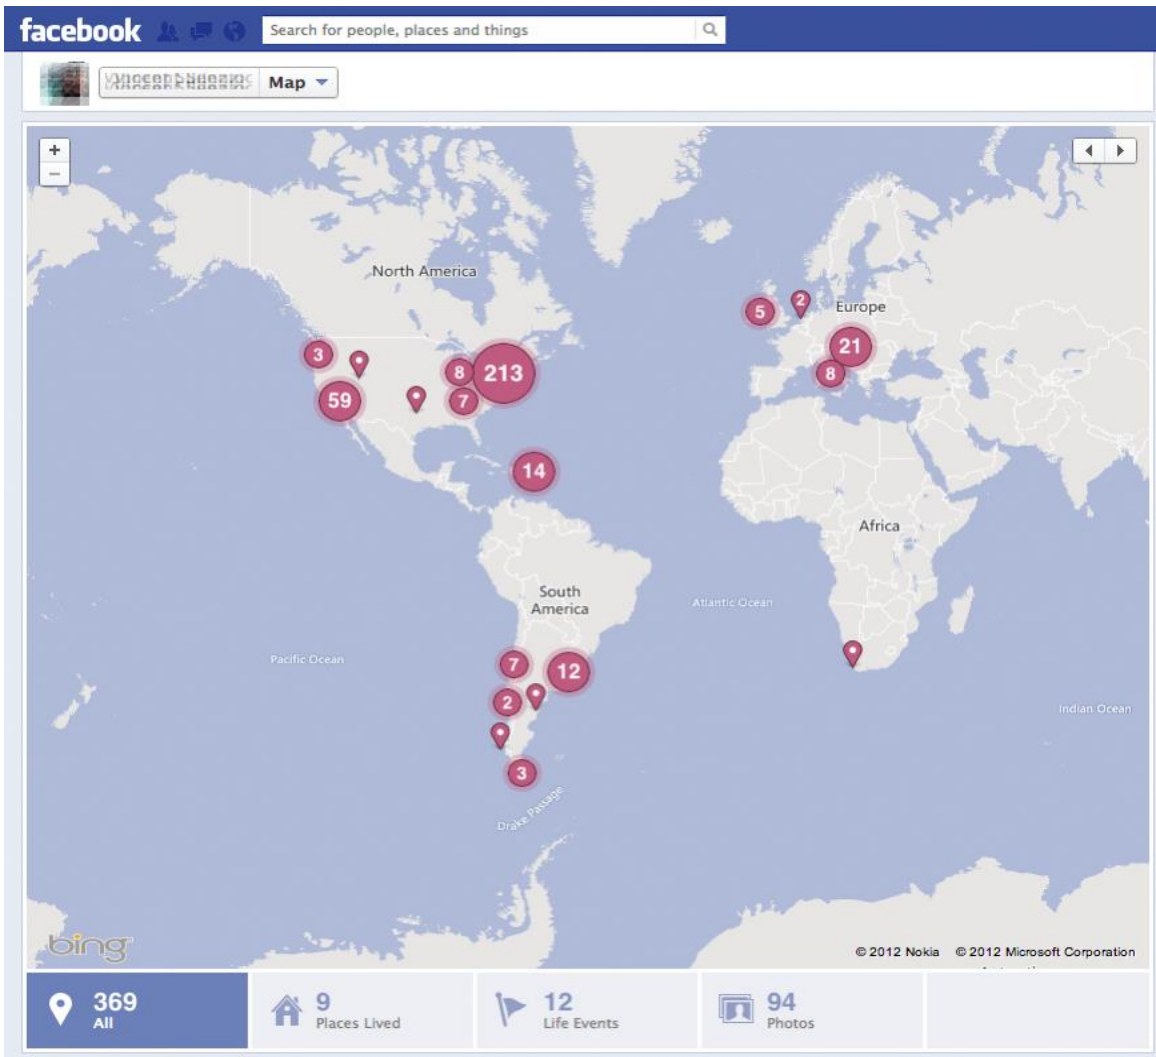 facebook
Search for people, places and things
Map
+
−
North America
Europe
5
2
21
8
3
8
213
7
59
14
Africa
South
America
Atlantic Ocean
Pacific Ocean
7
12
2
Indian Ocean
3
Drake Passage
bing
© 2012 Nokia © 2012 Microsoft Corporation
369
All
9
Places Lived
12
Life Events
94
Photos